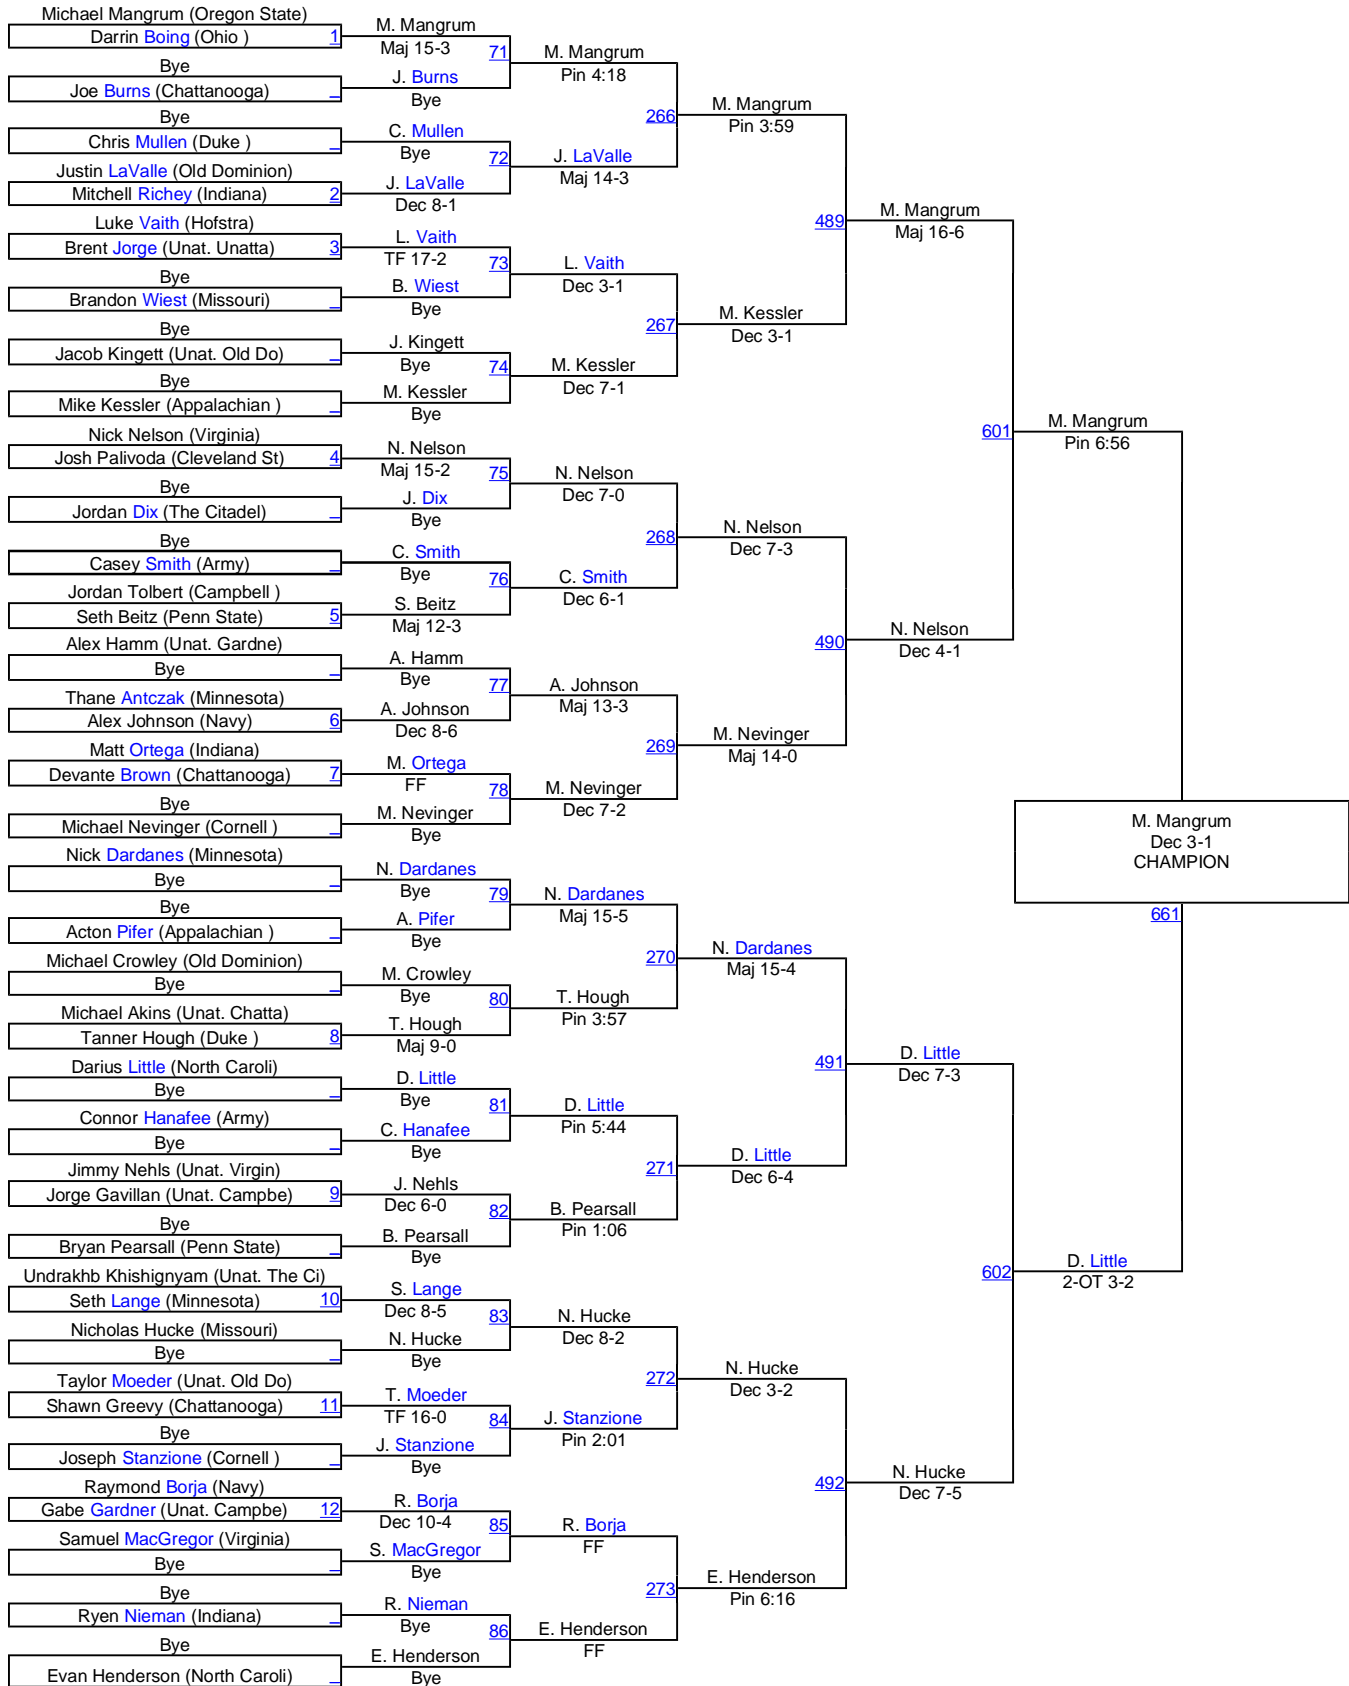 Michael Mangrum (Oregon State)
Darrin Boing (Ohio ) 1
Bye
Joe Burns (Chattanooga)
Bye
Chris Mullen (Duke )
Justin LaValle (Old Dominion)
Mitchell Richey (Indiana) 2
Luke Vaith (Hofstra)
Brent Jorge (Unat. Unatta) 3
Bye
Brandon Wiest (Missouri)
Bye
Jacob Kingett (Unat. Old Do)
Bye
Mike Kessler (Appalachian )
Nick Nelson (Virginia)
Josh Palivoda (Cleveland St) 4
Bye
Jordan Dix (The Citadel)
Bye
Casey Smith (Army)
Jordan Tolbert (Campbell )
Seth Beitz (Penn State) 5
Alex Hamm (Unat. Gardne)
Bye
Thane Antczak (Minnesota)
Alex Johnson (Navy) 6
Matt Ortega (Indiana)
Devante Brown (Chattanooga) 7
Bye
Michael Nevinger (Cornell )
Nick Dardanes (Minnesota)
Bye
Bye
Acton Pifer (Appalachian )
Michael Crowley (Old Dominion)
Bye
Michael Akins (Unat. Chatta)
Tanner Hough (Duke ) 8
Darius Little (North Caroli)
Bye
Connor Hanafee (Army)
Bye
Jimmy Nehls (Unat. Virgin)
Jorge Gavillan (Unat. Campbe) 9
Bye
Bryan Pearsall (Penn State)
Undrakhb Khishignyam (Unat. The Ci)
Seth Lange (Minnesota) 10
Nicholas Hucke (Missouri)
Bye
Taylor Moeder (Unat. Old Do)
Shawn Greevy (Chattanooga) 11
Bye
Joseph Stanzione (Cornell )
Raymond Borja (Navy)
Gabe Gardner (Unat. Campbe) 12
Samuel MacGregor (Virginia)
Bye
Bye
Ryen Nieman (Indiana)
Bye
Evan Henderson (North Caroli)
M. Mangrum
Maj 15-3
71
J. Burns
Bye
C. Mullen
Bye
72
J. LaValle
Dec 8-1
L. Vaith
TF 17-2
73
B. Wiest
Bye
J. Kingett
Bye
74
M. Kessler
Bye
N. Nelson
Maj 15-2
75
J. Dix
Bye
C. Smith
Bye
76
S. Beitz
Maj 12-3
A. Hamm
Bye
77
A. Johnson
Dec 8-6
M. Ortega
FF
78
M. Nevinger
Bye
N. Dardanes
Bye
79
A. Pifer
Bye
M. Crowley
Bye
80
T. Hough
Maj 9-0
D. Little
Bye
81
C. Hanafee
Bye
J. Nehls
Dec 6-0
82
B. Pearsall
Bye
S. Lange
Dec 8-5
83
N. Hucke
Bye
T. Moeder
TF 16-0
84
J. Stanzione
Bye
R. Borja
Dec 10-4
85
S. MacGregor
Bye
R. Nieman
Bye
86
E. Henderson
Bye
M. Mangrum
Pin 4:18
266
J. LaValle
Maj 14-3
L. Vaith
Dec 3-1
267
M. Kessler
Dec 7-1
N. Nelson
Dec 7-0
268
C. Smith
Dec 6-1
A. Johnson
Maj 13-3
269
M. Nevinger
Dec 7-2
N. Dardanes
Maj 15-5
270
T. Hough
Pin 3:57
D. Little
Pin 5:44
271
B. Pearsall
Pin 1:06
N. Hucke
Dec 8-2
272
J. Stanzione
Pin 2:01
R. Borja
FF
273
E. Henderson
FF
M. Mangrum
Pin 3:59
489
M. Kessler
Dec 3-1
N. Nelson
Dec 7-3
490
M. Nevinger
Maj 14-0
N. Dardanes
Maj 15-4
491
D. Little
Dec 6-4
N. Hucke
Dec 3-2
492
E. Henderson
Pin 6:16
M. Mangrum
Maj 16-6
601
N. Nelson
Dec 4-1
D. Little
Dec 7-3
602
N. Hucke
Dec 7-5
M. Mangrum
Pin 6:56
M. Mangrum
Dec 3-1
CHAMPION
661
D. Little
2-OT 3-2